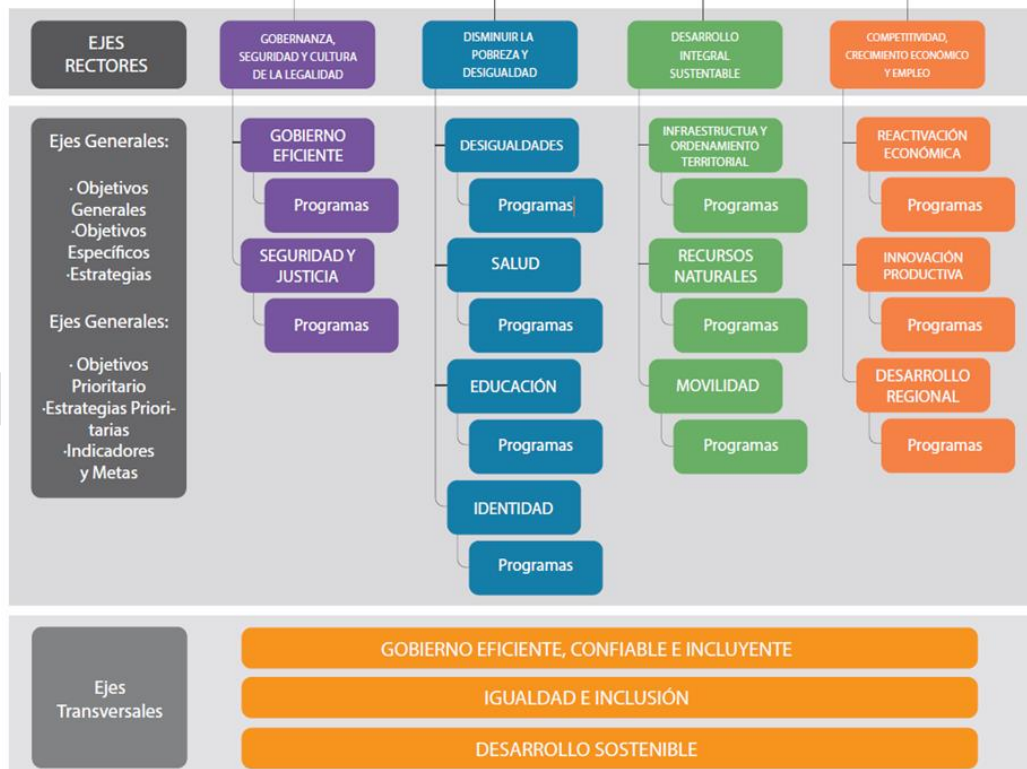 EJES
RECTORES
GOBERNANZA,
SEGURIDAD Y CULTURA
DE LA LEGALIDAD
DISMINUIR LA
POBREZA Y
DESIGUALDAD
DESARROLLO
INTEGRAL
SUSTENTABLE
COMPETITIVIDAD,
CRECIMIENTO ECONÓMICO
Y EMPLEO
Ejes Generales:
· Objetivos
Generales
·Objetivos
Específicos
·Estrategias
Ejes Generales:
· Objetivos
Prioritario
·Estrategias Priori-
tarias
·Indicadores
y Metas
GOBIERNO
EFICIENTE
Programas
SEGURIDAD Y
JUSTICIA
Programas
DESIGUALDADES
Programas
SALUD
Programas
EDUCACIÓN
Programas
IDENTIDAD
Programas
INFRAESTRUCTUA Y
ORDENAMIENTO
TERRITORIAL
Programas
RECURSOS
NATURALES
Programas
MOVILIDAD
Programas
REACTIVACIÓN
ECONÓMICA
Programas
INNOVACIÓN
PRODUCTIVA
Programas
DESARROLLO
REGIONAL
Programas
Ejes
Transversales
GOBIERNO EFICIENTE, CONFIABLE E INCLUYENTE
IGUALDAD E INCLUSIÓN
DESARROLLO SOSTENIBLE